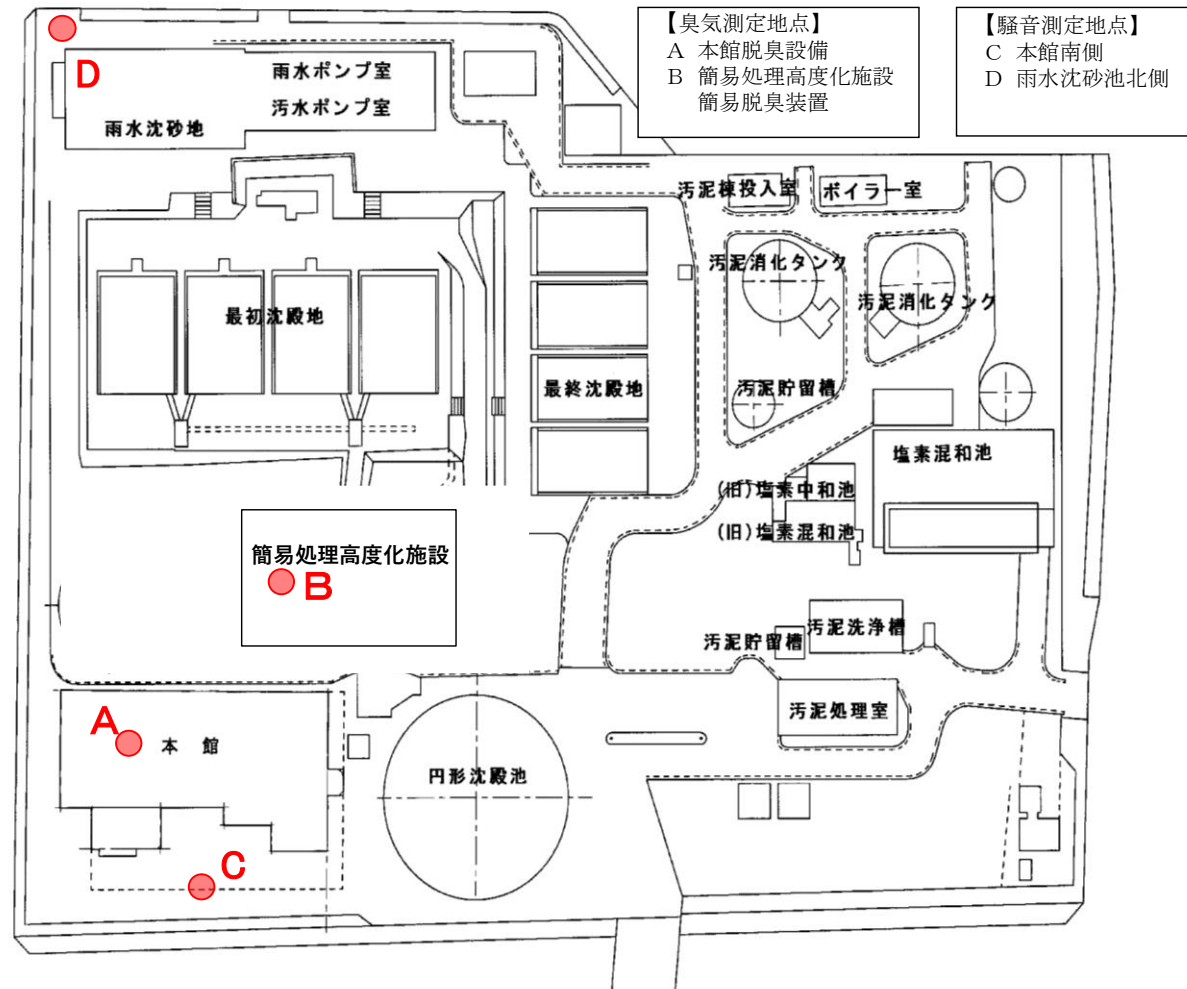 【臭気測定地点】
A 本館脱臭設備
B 簡易処理高度化施設
簡易脱臭装置
【騒音測定地点】
C 本館南側
D 雨水沈砂池北側
D
雨水ポンプ室
汚水ポンプ室
雨水沈砂地
汚泥棟投入室
ボイラー室
汚泥消化タンク
汚泥消化タンク
最初沈殿地
最終沈殿地
汚泥貯留槽
塩素混和池
(旧)塩素中和池
(旧)塩素混和池
簡易処理高度化施設
B
汚泥洗浄槽
汚泥貯留槽
汚泥処理室
A
本 館
円形沈殿池
C